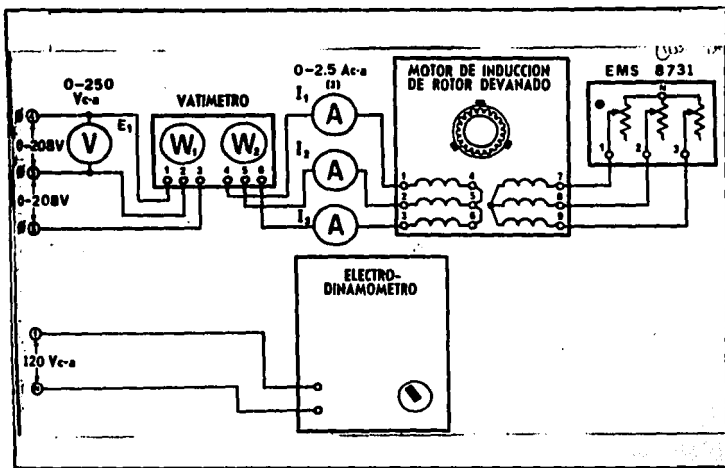 0-250
Vc-a
VATIMETRO
0-2.5 Ac-a
(3)
MOTOR DE INDUCCION
DE ROTOR DEVANADO
EMS 8731
N
E₁
V
W₁
W₂
I₁
A
I₂
A
I₃
A
0-208V
0-208V
1 2 3 4 5 6
1
2
3
4
5
6
7
8
9
1 2 3
ELECTRO-
DINAMOMETRO
120 Vc-a